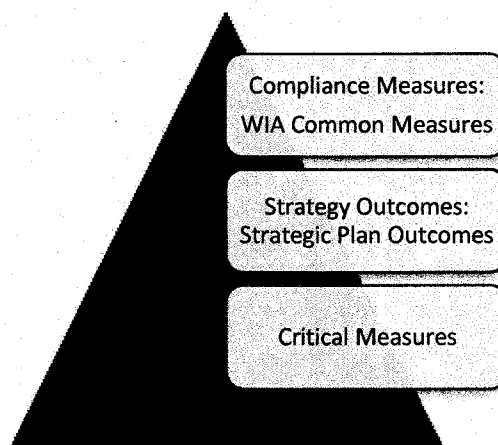 Compliance Measures:
WIA Common Measures
Strategy Outcomes:
Strategic Plan Outcomes
Critical Measures